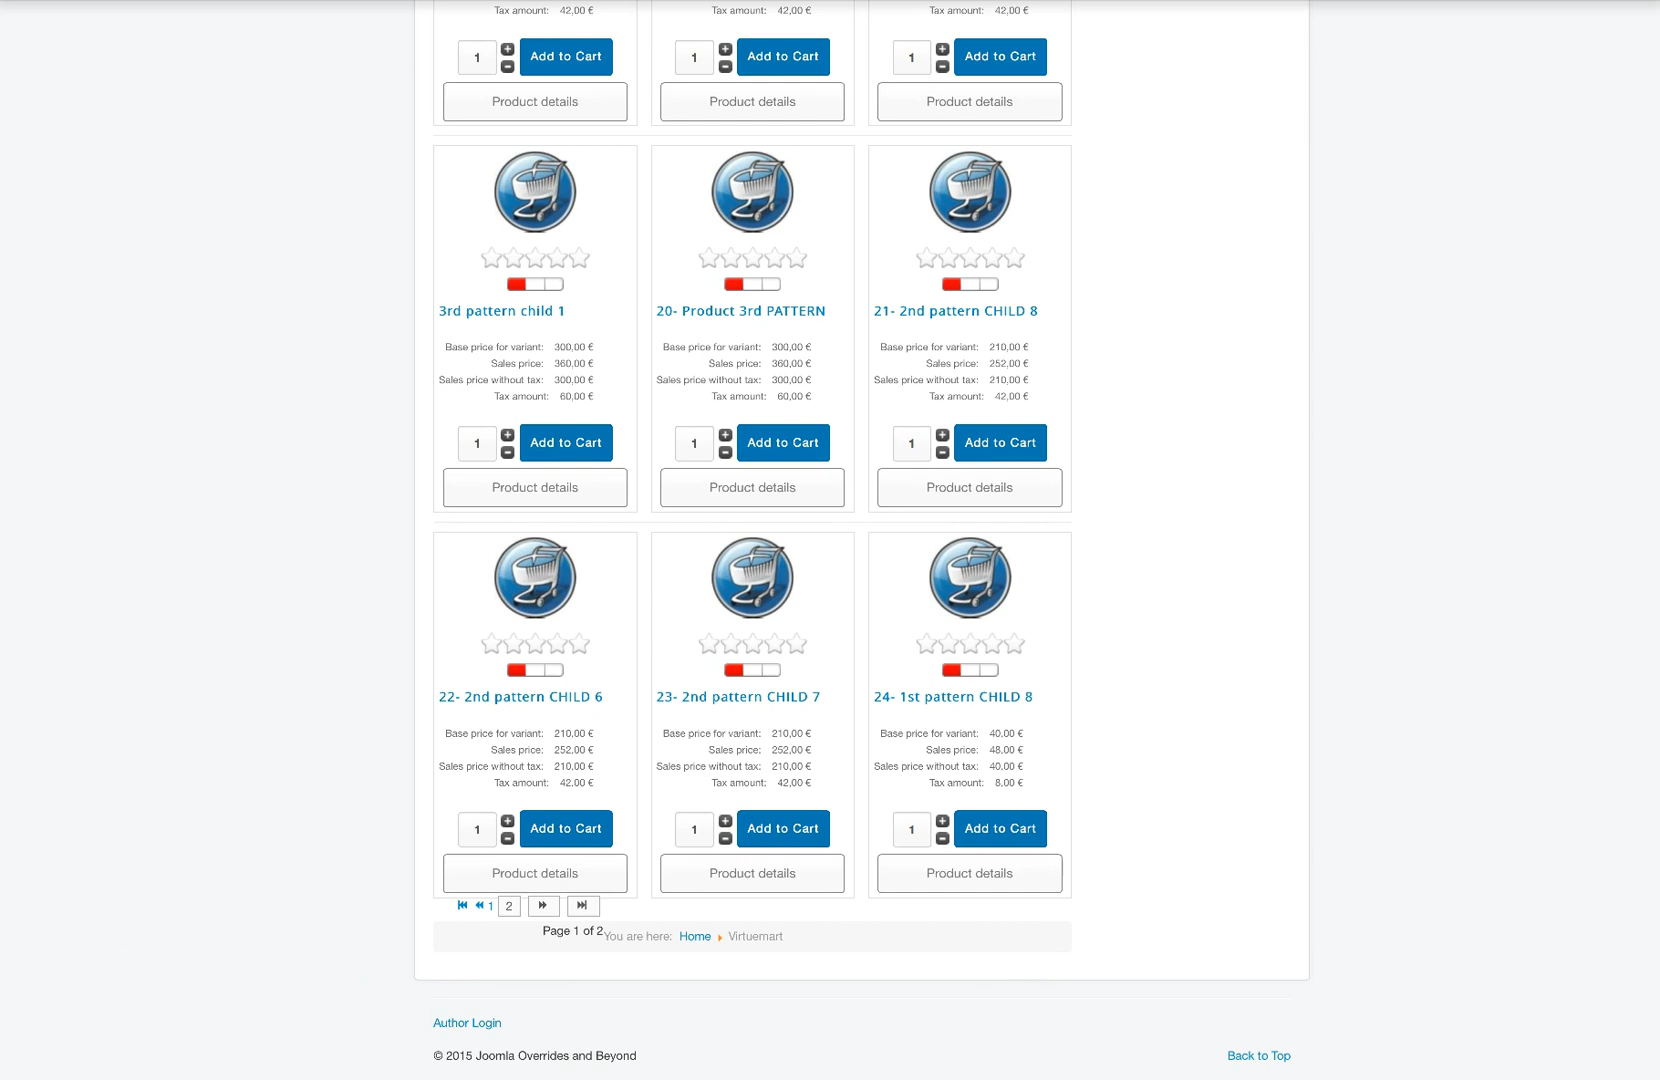 Tax amount: 42,00 € Tax amount: 42,00 € Tax amount: 42,00 €
1 Add to Cart 1 Add to Cart 1 Add to Cart
Product details Product details Product details
3rd pattern child 1 20- Product 3rd PATTERN 21- 2nd pattern CHILD 8
Base price for variant: 300,00 € Base price for variant: 300,00 € Base price for variant: 210,00 €
Sales price: 360,00 € Sales price: 360,00 € Sales price: 252,00 €
Sales price without tax: 300,00 € Sales price without tax: 300,00 € Sales price without tax: 210,00 €
Tax amount: 60,00 € Tax amount: 60,00 € Tax amount: 42,00 €
1 Add to Cart 1 Add to Cart 1 Add to Cart
Product details Product details Product details
22- 2nd pattern CHILD 6 23- 2nd pattern CHILD 7 24- 1st pattern CHILD 8
Base price for variant: 210,00 € Base price for variant: 210,00 € Base price for variant: 40,00 €
Sales price: 252,00 € Sales price: 252,00 € Sales price: 48,00 €
Sales price without tax: 210,00 € Sales price without tax: 210,00 € Sales price without tax: 40,00 €
Tax amount: 42,00 € Tax amount: 42,00 € Tax amount: 8,00 €
1 Add to Cart 1 Add to Cart 1 Add to Cart
Product details Product details Product details
1 2
Page 1 of 2 You are here: Home Virtuemart
Author Login
© 2015 Joomla Overrides and Beyond Back to Top